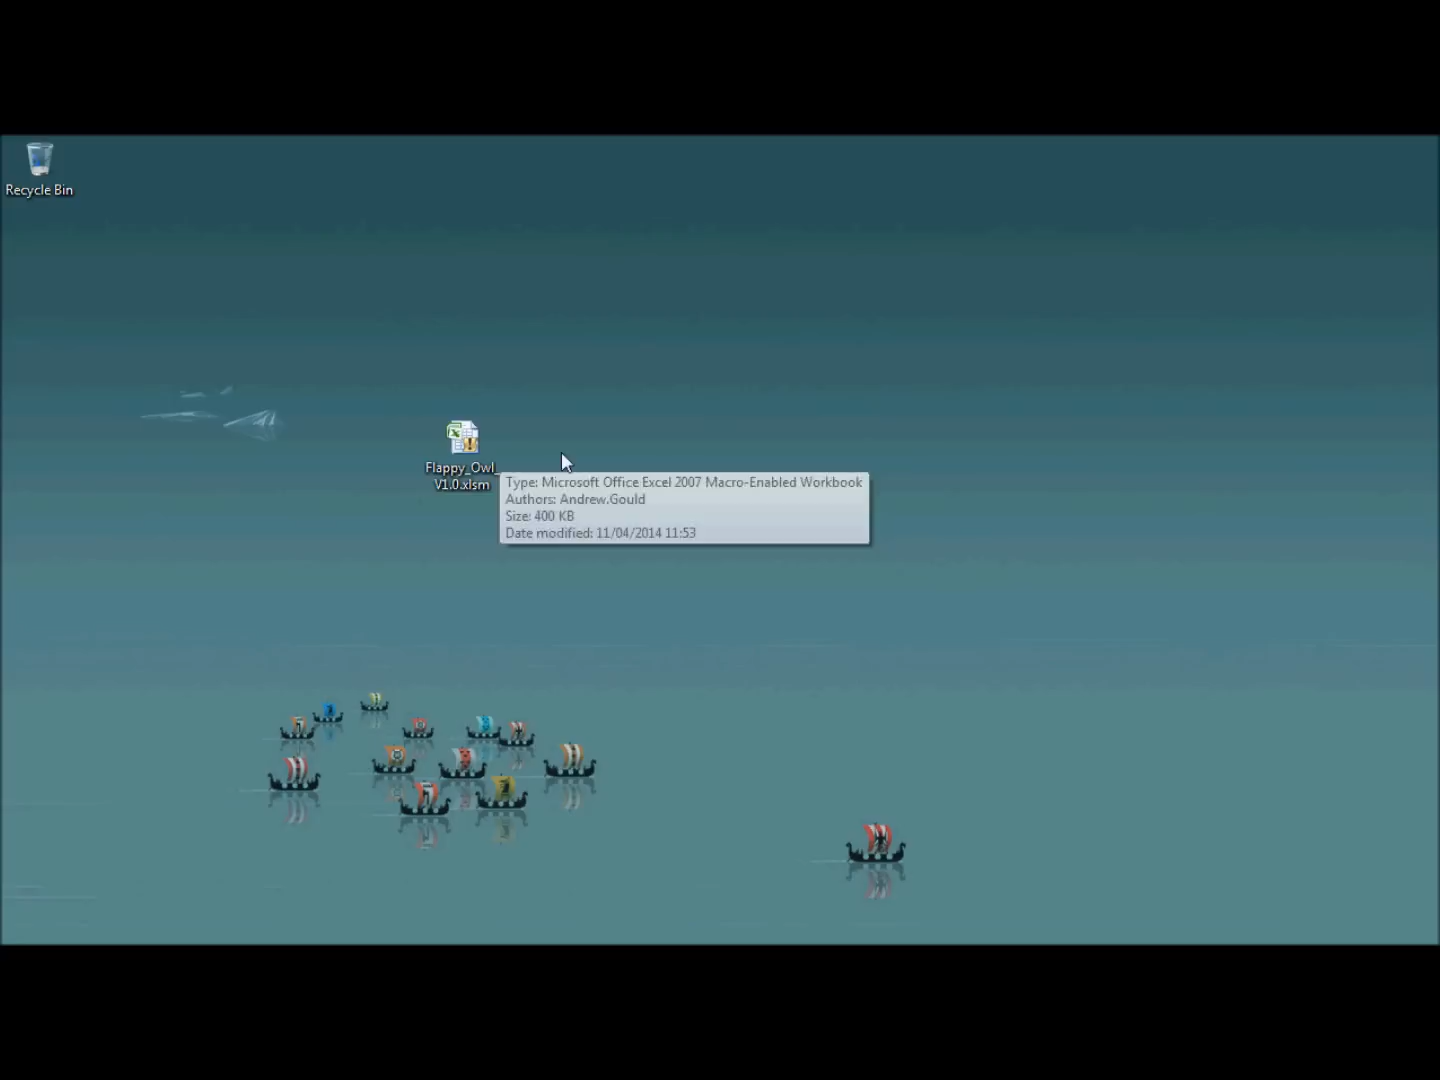 Recycle Bin
Flappy_Owl_
V1.0.xlsm
Type: Microsoft Office Excel 2007 Macro-Enabled Workbook
Authors: Andrew.Gould
Size: 400 KB
Date modified: 11/04/2014 11:53